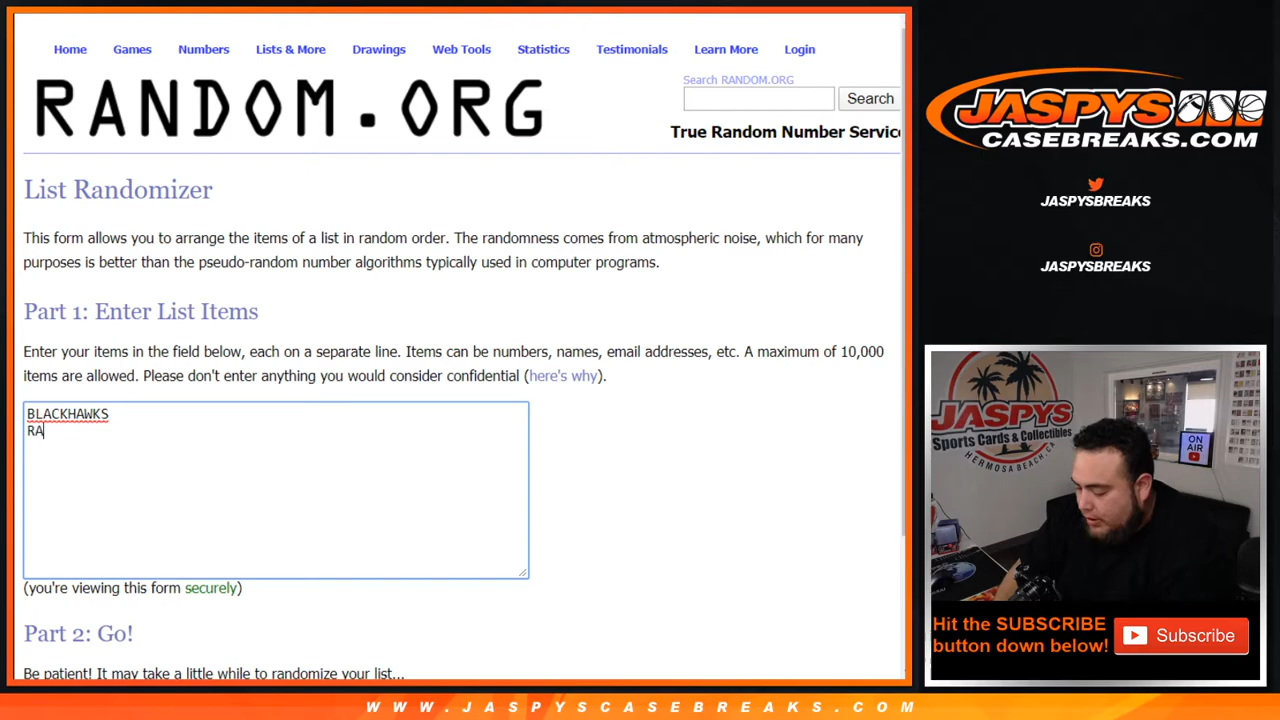 Home Games Numbers Lists & More Drawings Web Tools Statistics Testimonials Learn More Login
RANDOM.ORG
Search RANDOM.ORG
Search
True Random Number Servic
List Randomizer
This form allows you to arrange the items of a list in random order. The randomness comes from atmospheric noise, which for many
purposes is better than the pseudo-random number algorithms typically used in computer programs.
Part 1: Enter List Items
Enter your items in the field below, each on a separate line. Items can be numbers, names, email addresses, etc. A maximum of 10,000
items are allowed. Please don't enter anything you would consider confidential (here's why).
BLACKHAWKS
RA
(you're viewing this form securely)
Part 2: Go!
Be patient! It may take a little while to randomize your list...
JASPYS
CASEBREAKS.COM
JASPYSBREAKS
JASPYSBREAKS
JASPYS
Sports Cards & Collectibles
HERMOSA BEACH, CA
ON
AIR
Hit the SUBSCRIBE
button down below!
Subscribe
WWW.JASPYSCASEBREAKS.COM